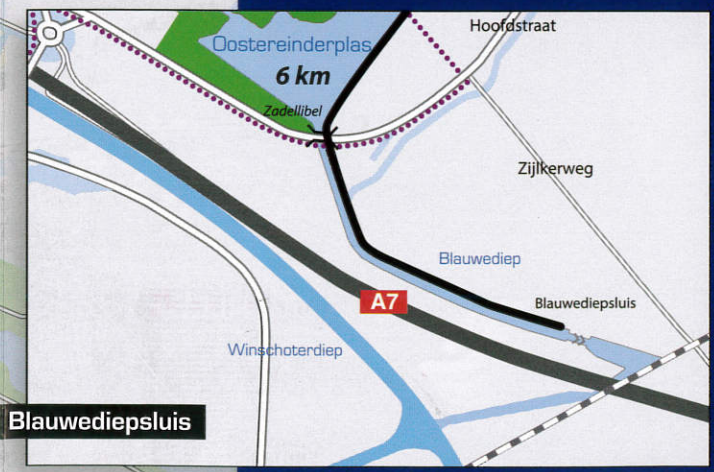 Hoofdstraat
Oostereinderplas
6 km
Zadellibel
Zijlkerweg
Blauwediep
A7
Blauwediepsluis
Winschoterdiep
Blauwediepsluis